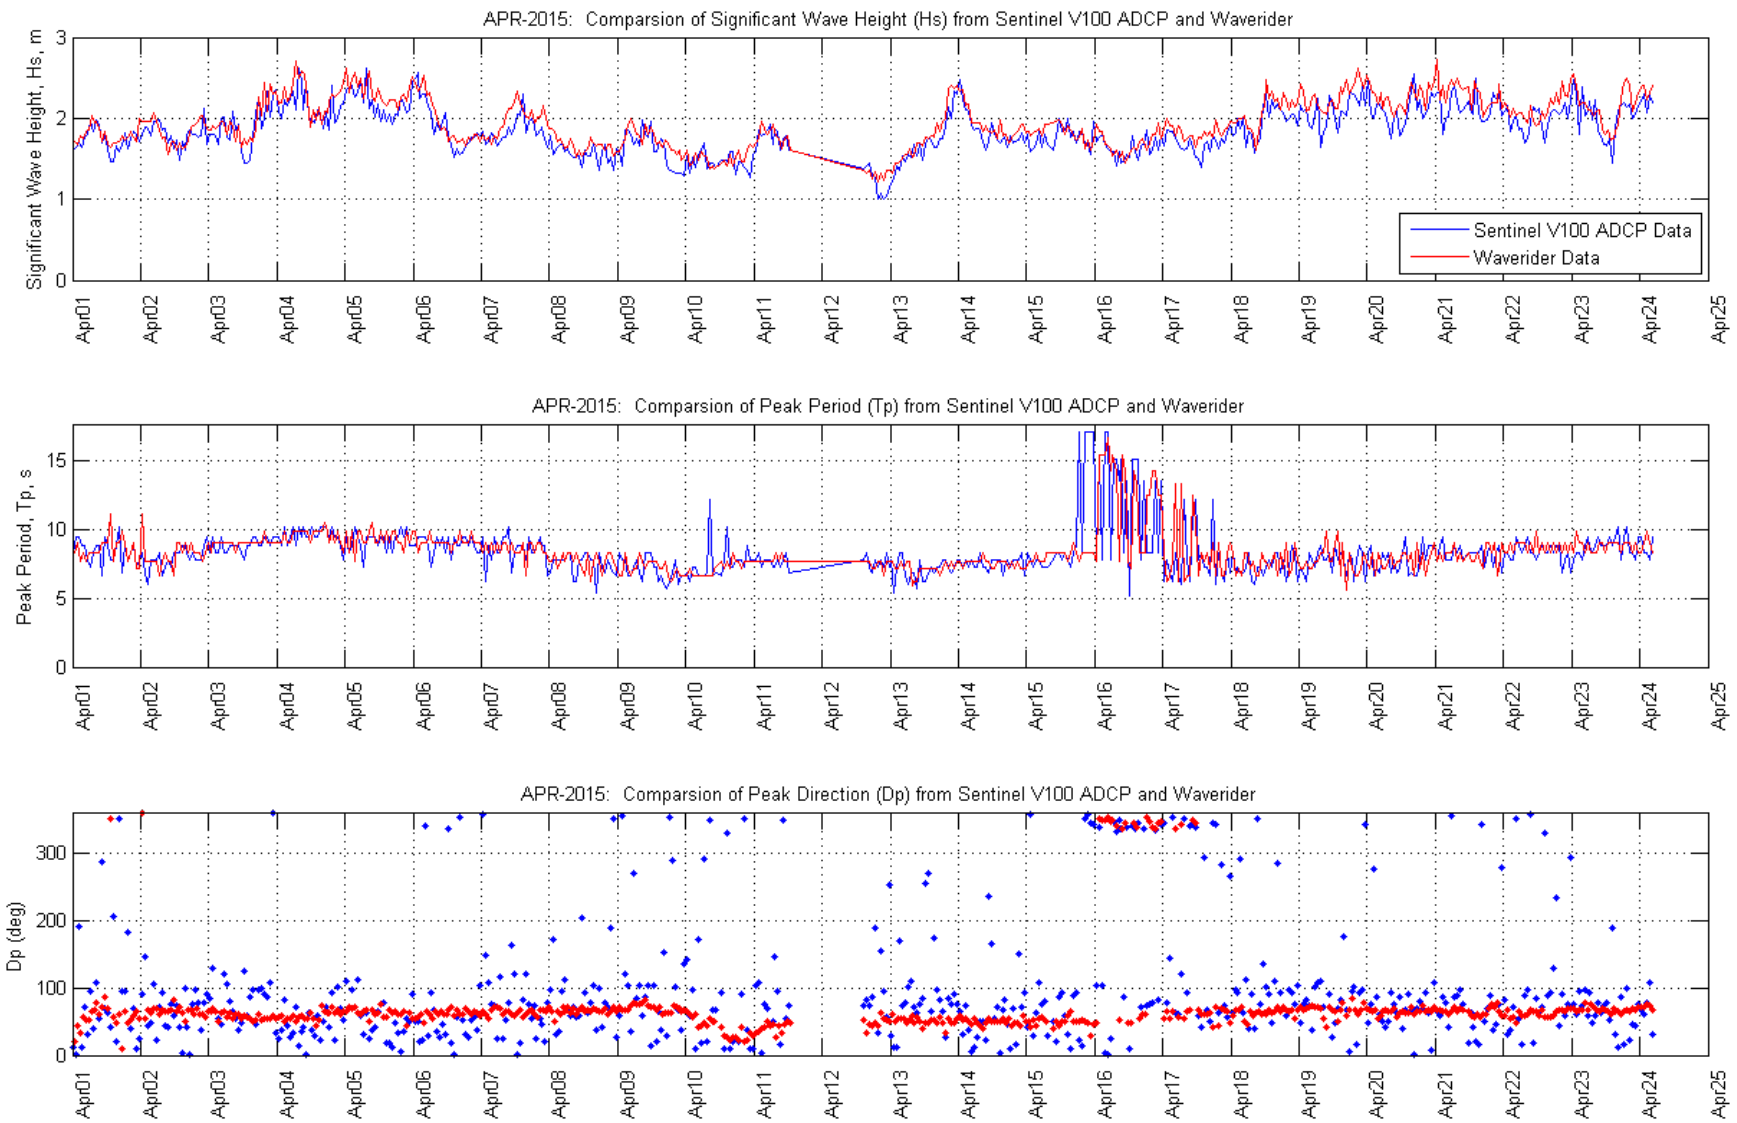 APR-2015:  Comparsion of Significant Wave Height (Hs) from Sentinel V100 ADCP and Waverider
Significant Wave Height, Hs, m
3
2
1
0
Sentinel V100 ADCP Data
Waverider Data
Apr01 Apr02 Apr03 Apr04 Apr05 Apr06 Apr07 Apr08 Apr09 Apr10 Apr11 Apr12 Apr13 Apr14 Apr15 Apr16 Apr17 Apr18 Apr19 Apr20 Apr21 Apr22 Apr23 Apr24 Apr25
APR-2015:  Comparsion of Peak Period (Tp) from Sentinel V100 ADCP and Waverider
Peak Period, Tp, s
15
10
5
0
Apr01 Apr02 Apr03 Apr04 Apr05 Apr06 Apr07 Apr08 Apr09 Apr10 Apr11 Apr12 Apr13 Apr14 Apr15 Apr16 Apr17 Apr18 Apr19 Apr20 Apr21 Apr22 Apr23 Apr24 Apr25
APR-2015:  Comparsion of Peak Direction (Dp) from Sentinel V100 ADCP and Waverider
Dp (deg)
300
200
100
0
Apr01 Apr02 Apr03 Apr04 Apr05 Apr06 Apr07 Apr08 Apr09 Apr10 Apr11 Apr12 Apr13 Apr14 Apr15 Apr16 Apr17 Apr18 Apr19 Apr20 Apr21 Apr22 Apr23 Apr24 Apr25